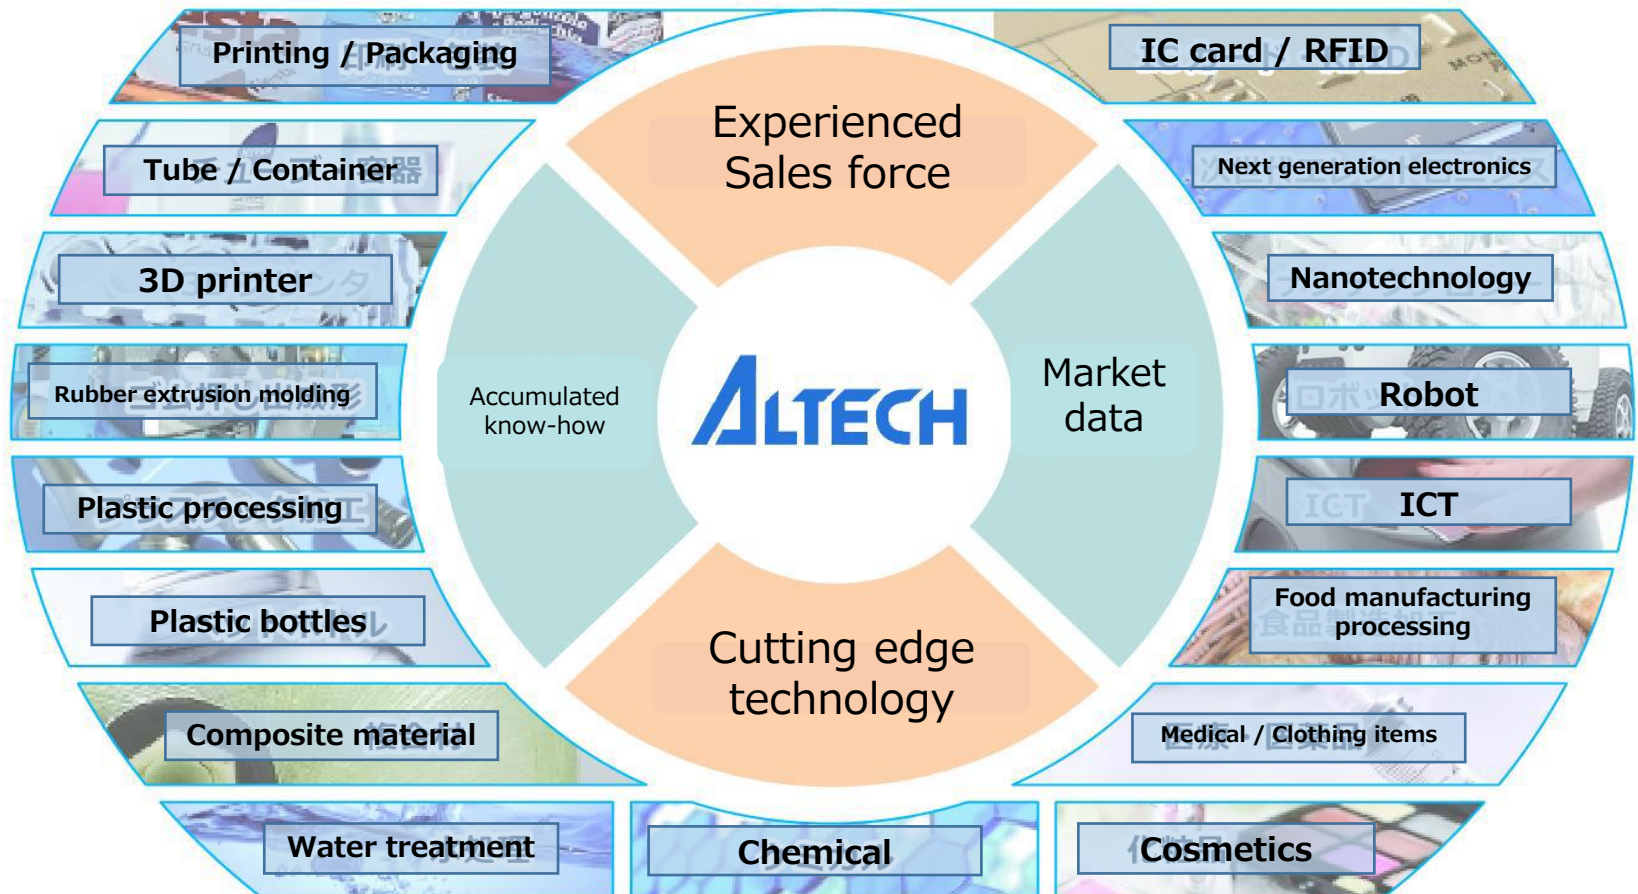 Printing / Packaging
IC card / RFID
Experienced
Sales force
Tube / Container
Next generation electronics
3D printer
Nanotechnology
Rubber extrusion molding
Accumulated
know-how
ALTECH
Market
data
Robot
Plastic processing
ICT
Plastic bottles
Food manufacturing
processing
Cutting edge
technology
Composite material
Medical / Clothing items
Water treatment
Chemical
Cosmetics